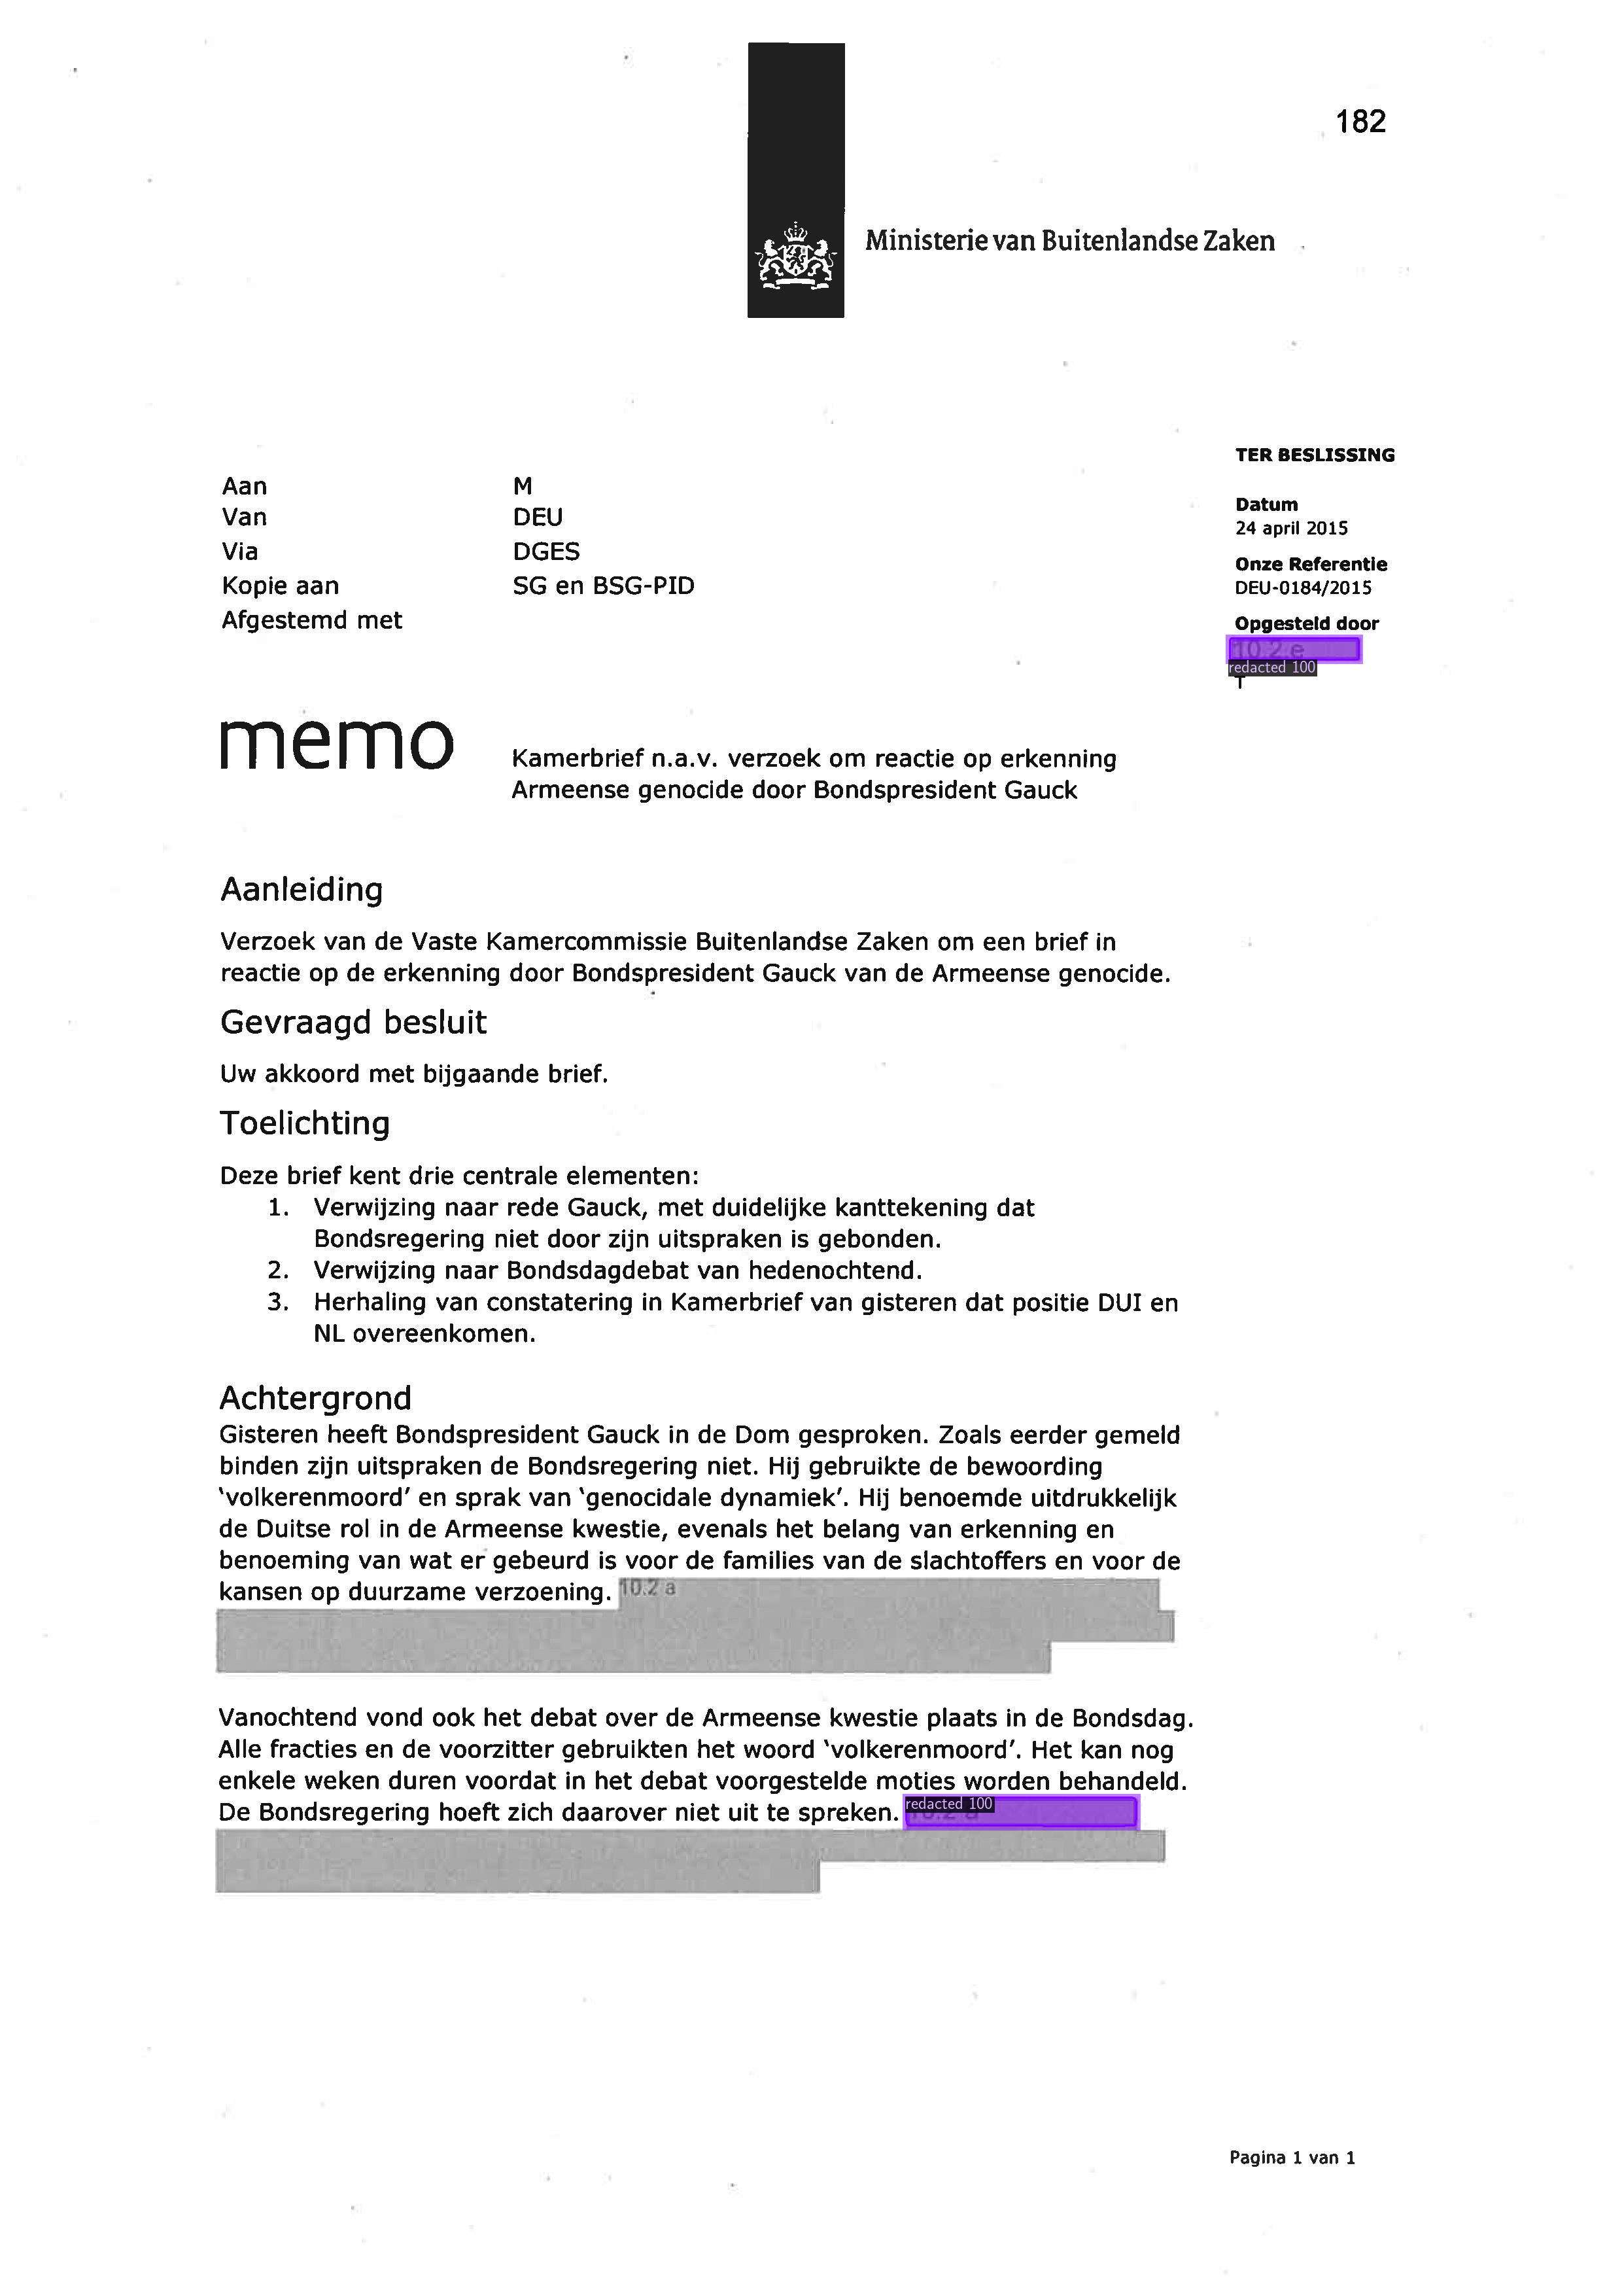 182
Ministerie van Buitenlandse Zaken
TER BESLISSING
Aan M
Van DEU
Via DGES
Kopie aan SG en BSG-PID
Afgestemd met
Datum
24 april 2015
Onze Referentie
DEU-0184/2015
Opgesteld door
10.2.e
redacted 100
T
memo
Kamerbrief n.a.v. verzoek om reactie op erkenning
Armeense genocide door Bondspresident Gauck
Aanleiding
Verzoek van de Vaste Kamercommissie Buitenlandse Zaken om een brief in
reactie op de erkenning door Bondspresident Gauck van de Armeense genocide.
Gevraagd besluit
Uw akkoord met bijgaande brief.
Toelichting
Deze brief kent drie centrale elementen:
1. Verwijzing naar rede Gauck, met duidelijke kanttekening dat
Bondsregering niet door zijn uitspraken is gebonden.
2. Verwijzing naar Bondsdagdebat van hedenochtend.
3. Herhaling van constatering in Kamerbrief van gisteren dat positie DUI en
NL overeenkomen.
Achtergrond
Gisteren heeft Bondspresident Gauck in de Dom gesproken. Zoals eerder gemeld
binden zijn uitspraken de Bondsregering niet. Hij gebruikte de bewoording
‘volkerenmoord’ en sprak van ‘genocidale dynamiek’. Hij benoemde uitdrukkelijk
de Duitse rol in de Armeense kwestie, evenals het belang van erkenning en
benoeming van wat er gebeurd is voor de families van de slachtoffers en voor de
kansen op duurzame verzoening. 10.2 a
Vanochtend vond ook het debat over de Armeense kwestie plaats in de Bondsdag.
Alle fracties en de voorzitter gebruikten het woord ‘volkerenmoord’. Het kan nog
enkele weken duren voordat in het debat voorgestelde moties worden behandeld.
De Bondsregering hoeft zich daarover niet uit te spreken. redacted 100
Pagina 1 van 1